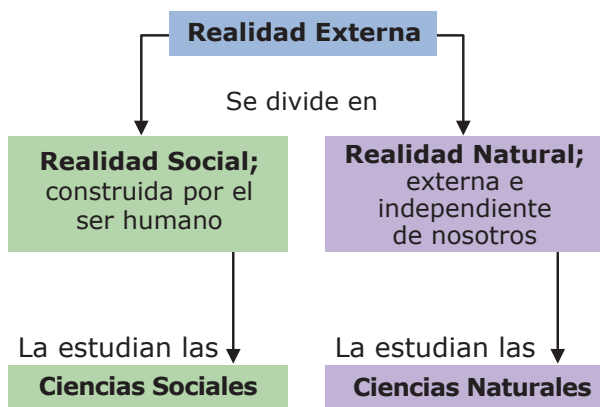 Realidad Externa
Se divide en
Realidad Social;
construida por el
ser humano
Realidad Natural;
externa e
independiente
de nosotros
La estudian las
Ciencias Sociales
La estudian las
Ciencias Naturales